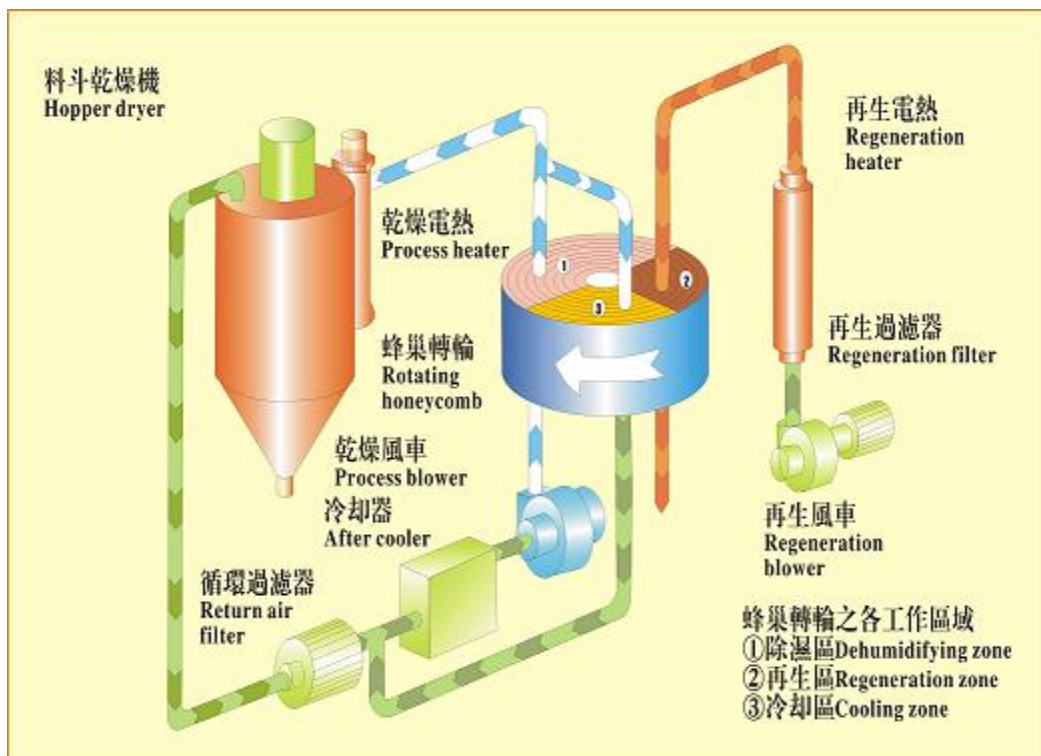 料斗乾燥機
Hopper dryer
再生電熱
Regeneration
heater
乾燥電熱
Process heater
①
②
③
再生過濾器
Regeneration filter
蜂巢轉輪
Rotating
honeycomb
乾燥風車
Process blower
冷却器
After cooler
再生風車
Regeneration
blower
循環過濾器
Return air
filter
蜂巢轉輪之各工作區域
①除濕區Dehumidifying zone
②再生區Regeneration zone
③冷却區Cooling zone